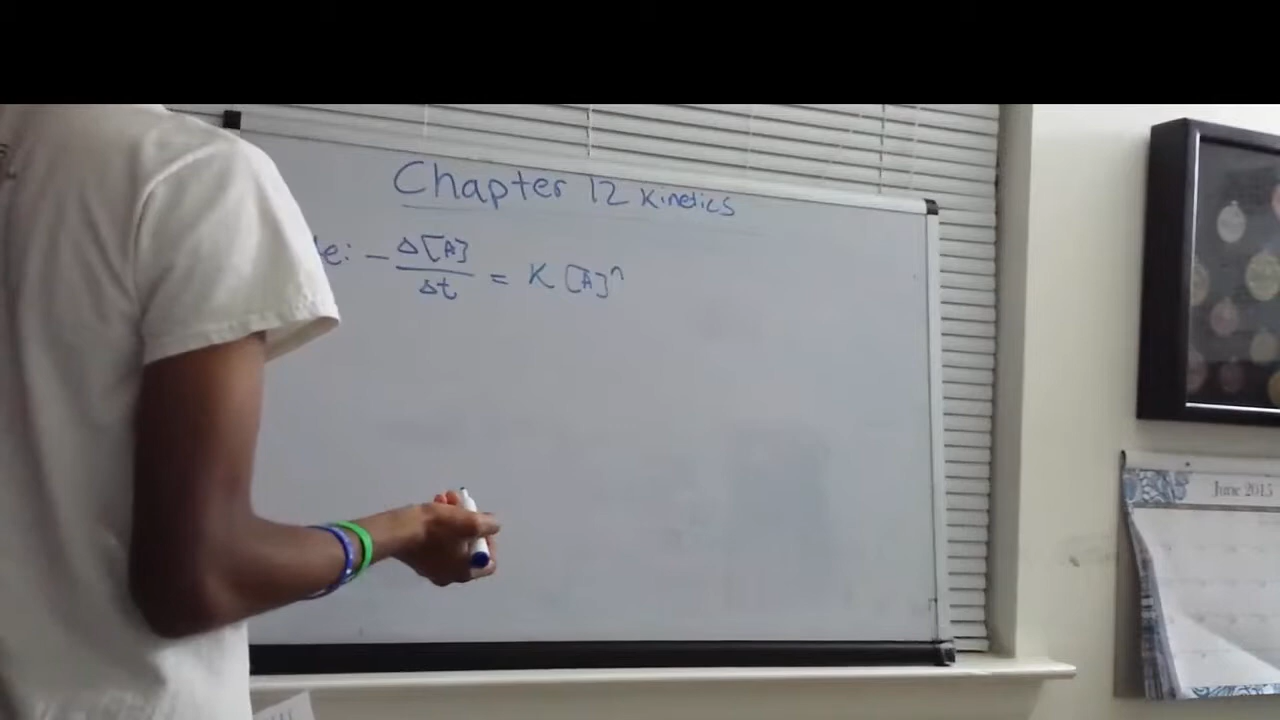 Chapter 12 Kinetics
e: - Δ[A]/Δt = K [A]ⁿ
June 2015